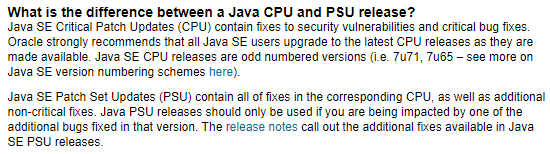 What is the difference between a Java CPU and PSU release?
Java SE Critical Patch Updates (CPU) contain fixes to security vulnerabilities and critical bug fixes.
Oracle strongly recommends that all Java SE users upgrade to the latest CPU releases as they are
made available. Java SE CPU releases are odd numbered versions (i.e. 7u71, 7u65 – see more on
Java SE version numbering schemes here).
Java SE Patch Set Updates (PSU) contain all of fixes in the corresponding CPU, as well as additional
non-critical fixes. Java PSU releases should only be used if you are being impacted by one of the
additional bugs fixed in that version. The release notes call out the additional fixes available in Java
SE PSU releases.